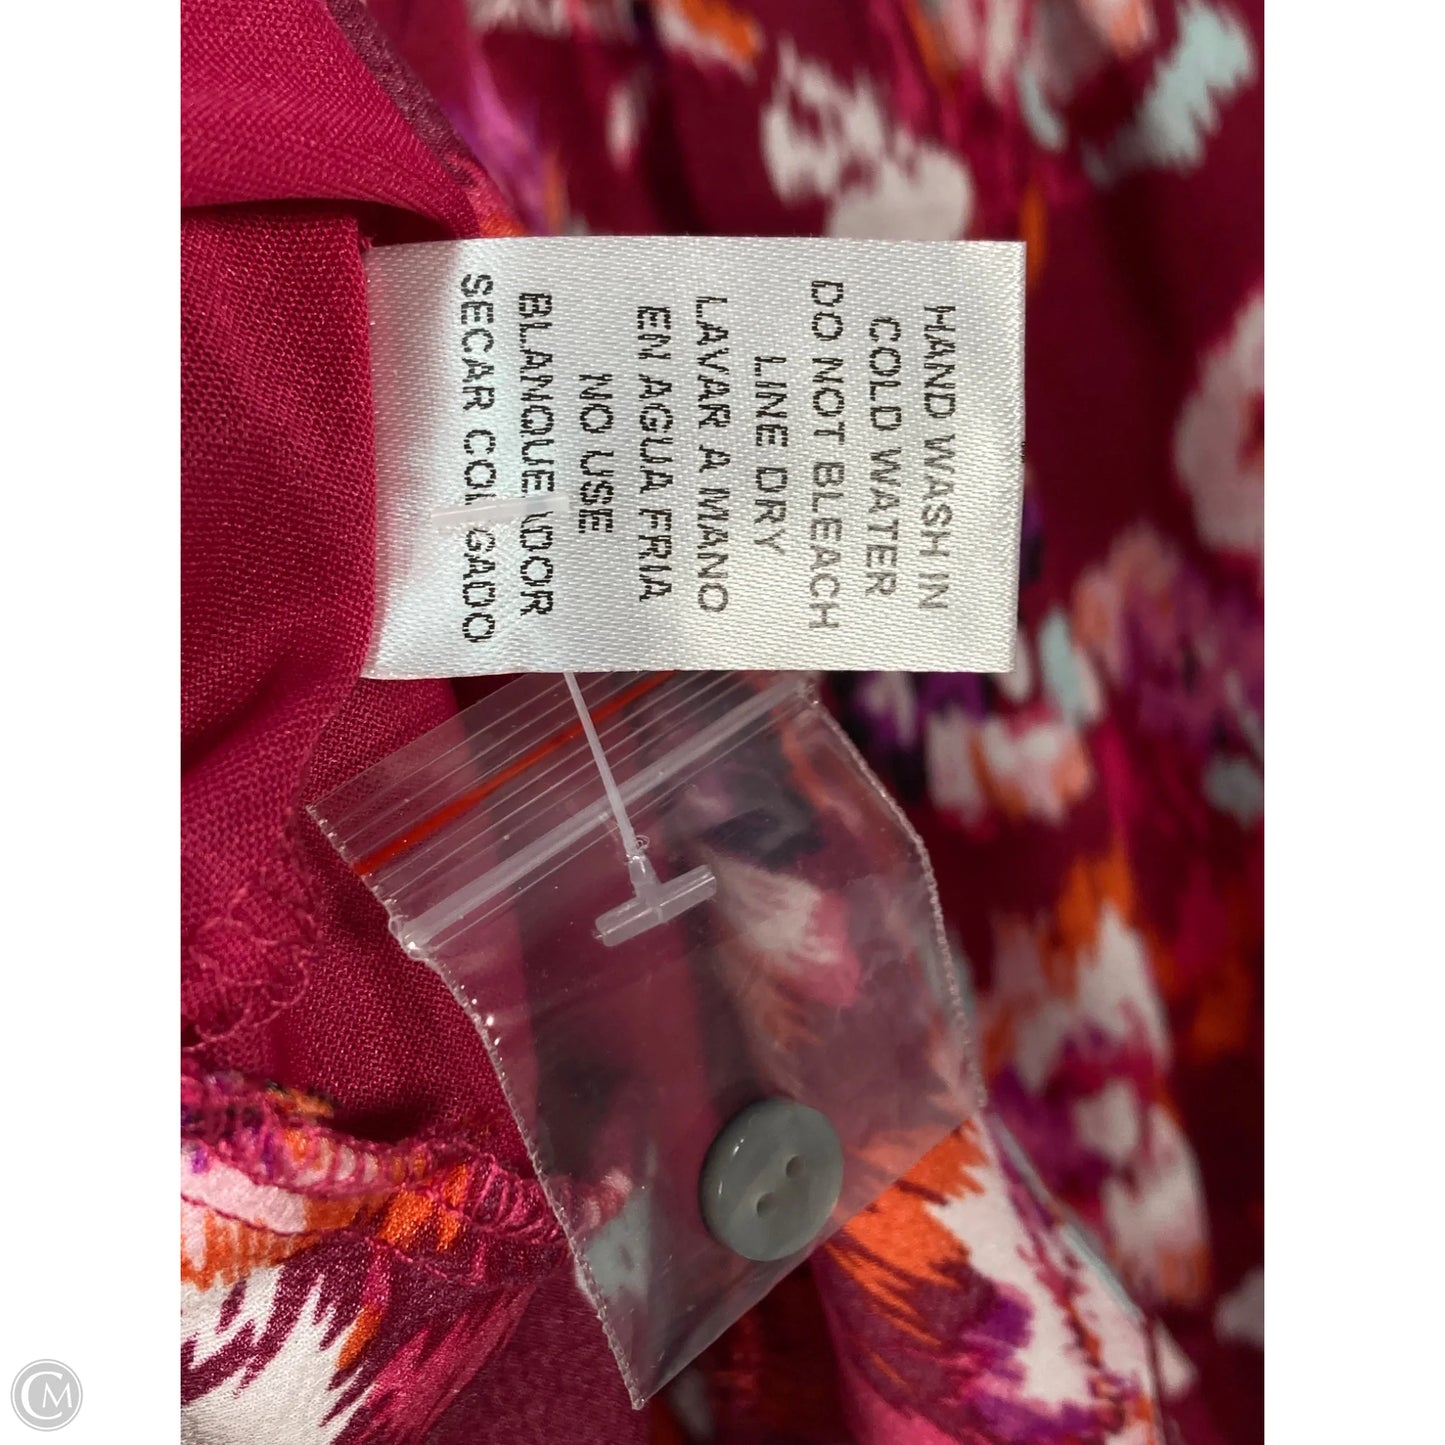 HAND WASH IN
COLD WATER
DO NOT BLEACH
LINE DRY
LAVAR A MANO
EN AGUA FRIA
NO USE
BLANQUEADOR
SECAR COLGADO
CM